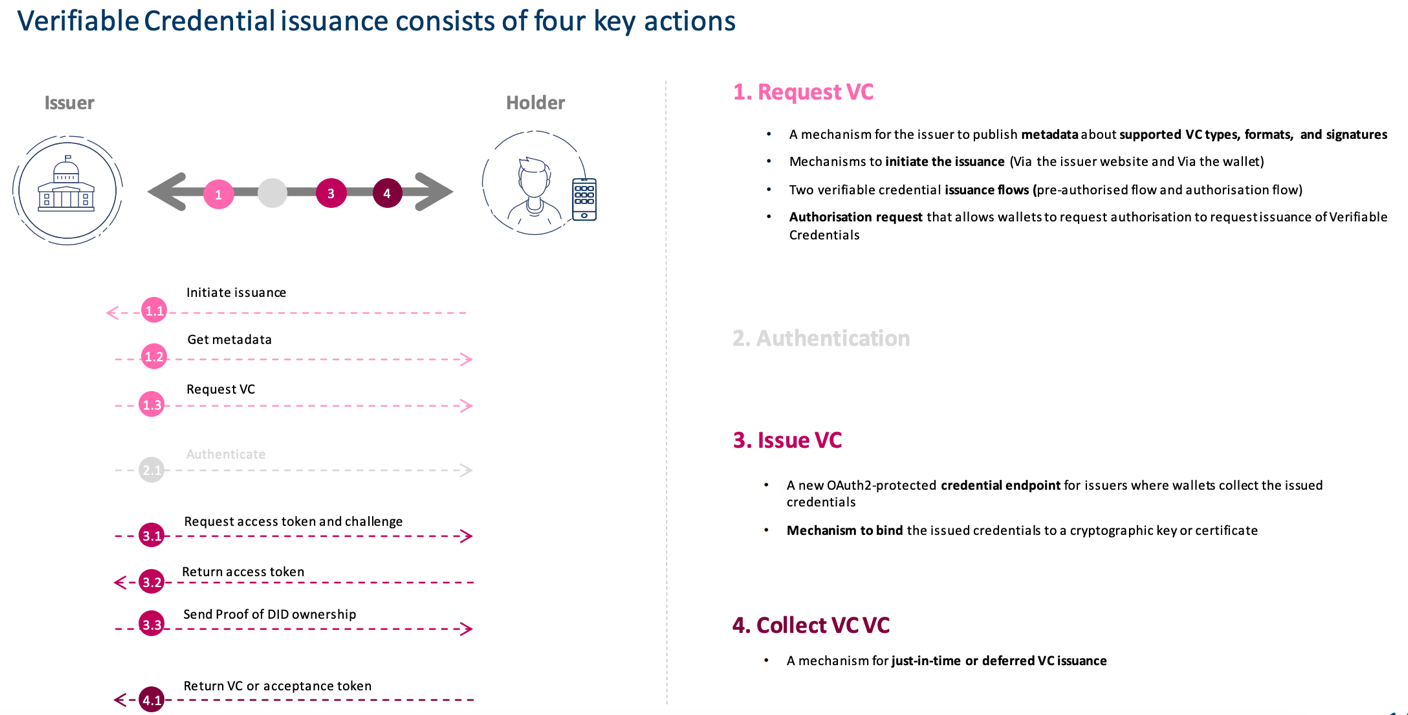 Verifiable Credential issuance consists of four key actions
Issuer
Holder
1
3
4
1.1
Initiate issuance
1.2
Get metadata
1.3
Request VC
2.1
Authenticate
3.1
Request access token and challenge
3.2
Return access token
3.3
Send Proof of DID ownership
4.1
Return VC or acceptance token
1. Request VC
• A mechanism for the issuer to publish metadata about supported VC types, formats, and signatures
• Mechanisms to initiate the issuance (Via the issuer website and Via the wallet)
• Two verifiable credential issuance flows (pre-authorised flow and authorisation flow)
• Authorisation request that allows wallets to request authorisation to request issuance of Verifiable
Credentials
2. Authentication
3. Issue VC
• A new OAuth2-protected credential endpoint for issuers where wallets collect the issued
credentials
• Mechanism to bind the issued credentials to a cryptographic key or certificate
4. Collect VC VC
• A mechanism for just-in-time or deferred VC issuance